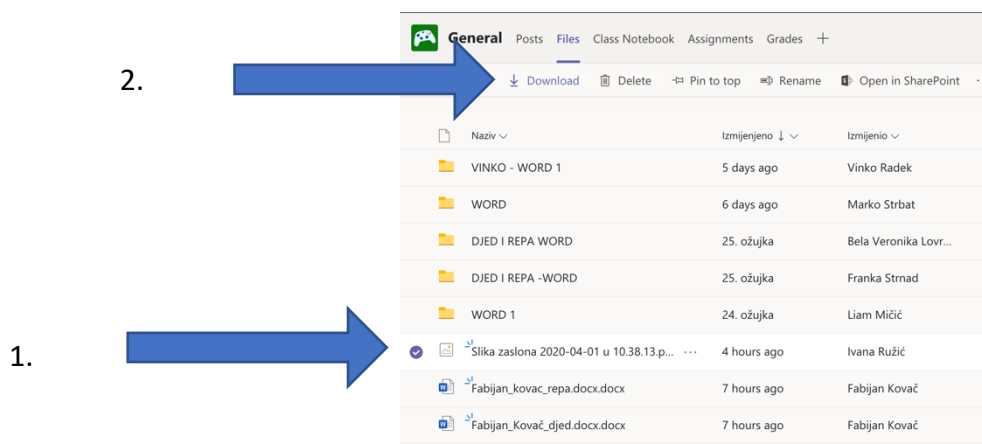 General Posts Files Class Notebook Assignments Grades +
2.
Download Delete Pin to top Rename Open in SharePoint
Naziv Izmijenjeno ↓ Izmijenio
VINKO - WORD 1 5 days ago Vinko Radek
WORD 6 days ago Marko Strbat
DJED I REPA WORD 25. ožujka Bela Veronika Lovr...
DJED I REPA -WORD 25. ožujka Franka Strnad
WORD 1 24. ožujka Liam Mičić
1.
Slika zaslona 2020-04-01 u 10.38.13.p... ··· 4 hours ago Ivana Ružić
Fabijan_kovac_repa.docx.docx 7 hours ago Fabijan Kovač
Fabijan_Kovač_djed.docx.docx 7 hours ago Fabijan Kovač